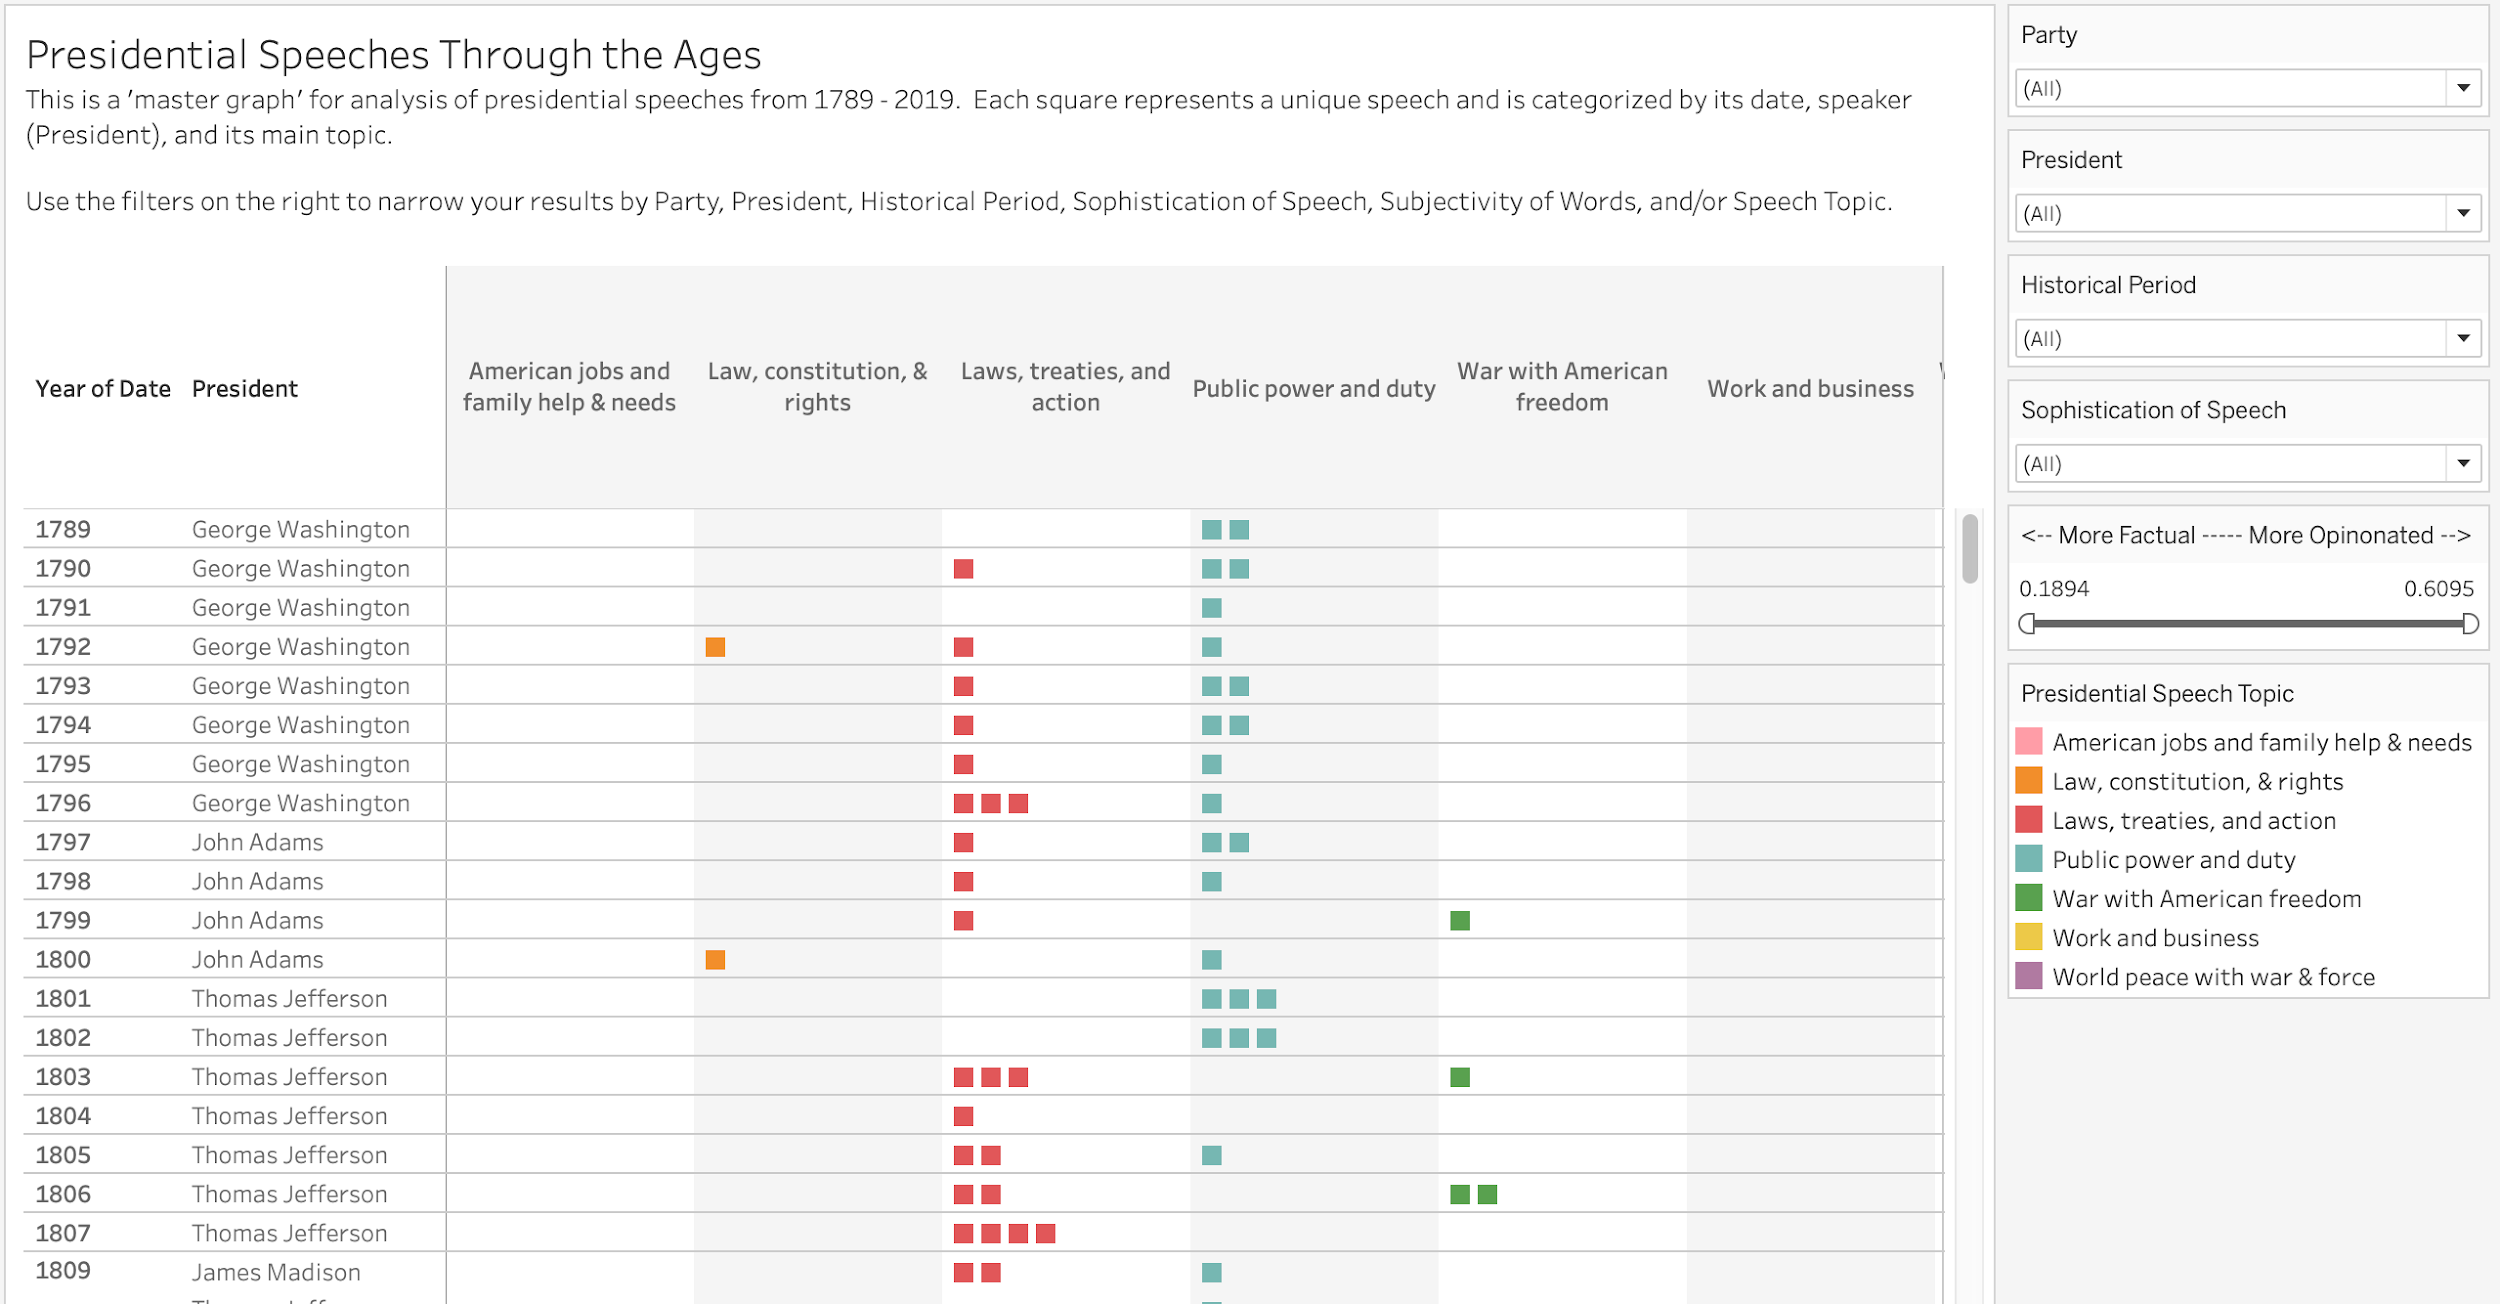 Presidential Speeches Through the Ages
This is a 'master graph' for analysis of presidential speeches from 1789 - 2019.  Each square represents a unique speech and is categorized by its date, speaker
(President), and its main topic.
Use the filters on the right to narrow your results by Party, President, Historical Period, Sophistication of Speech, Subjectivity of Words, and/or Speech Topic.
Year of Date President
American jobs and
family help & needs
Law, constitution, &
rights
Laws, treaties, and
action
Public power and duty
War with American
freedom
Work and business
1789 George Washington
1790 George Washington
1791 George Washington
1792 George Washington
1793 George Washington
1794 George Washington
1795 George Washington
1796 George Washington
1797 John Adams
1798 John Adams
1799 John Adams
1800 John Adams
1801 Thomas Jefferson
1802 Thomas Jefferson
1803 Thomas Jefferson
1804 Thomas Jefferson
1805 Thomas Jefferson
1806 Thomas Jefferson
1807 Thomas Jefferson
1809 James Madison
Party
(All)
President
(All)
Historical Period
(All)
Sophistication of Speech
(All)
<-- More Factual ----- More Opinonated -->
0.1894 0.6095
Presidential Speech Topic
American jobs and family help & needs
Law, constitution, & rights
Laws, treaties, and action
Public power and duty
War with American freedom
Work and business
World peace with war & force